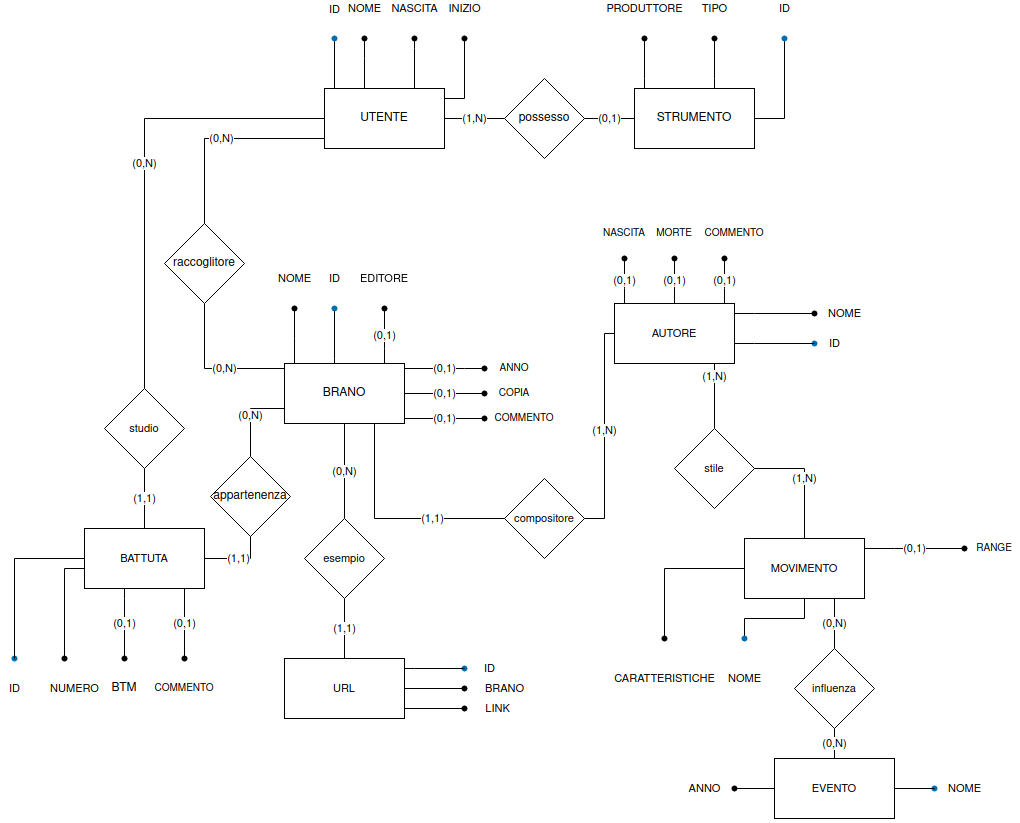 ID NOME NASCITA INIZIO
PRODUTTORE TIPO ID
UTENTE
(1,N)
possesso
(0,1)
STRUMENTO
(0,N)
(0,N)
NASCITA MORTE COMMENTO
raccoglitore
NOME ID EDITORE
(0,1) (0,1) (0,1)
NOME
AUTORE
ID
(0,1)
(0,N)
BRANO
(0,1) ANNO
(0,1) COPIA
(0,1) COMMENTO
(1,N)
(0,N)
studio
(1,N)
stile
(0,N)
(1,N)
(1,1)
appartenenza
(1,1)
compositore
BATTUTA
(1,1)
esempio
(0,1) RANGE
MOVIMENTO
(0,1) (0,1)
(1,1)
(0,N)
ID NUMERO BTM COMMENTO
URL
ID
BRANO
LINK
CARATTERISTICHE NOME
influenza
(0,N)
ANNO
EVENTO
NOME